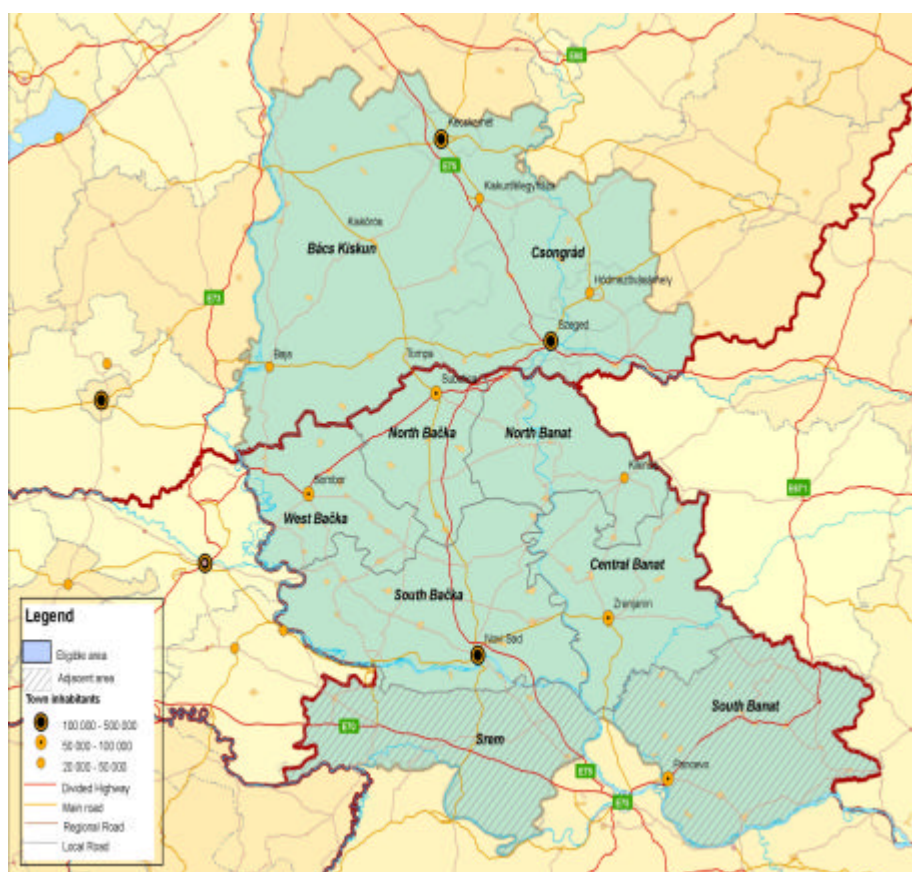 E60
Kecskemét
E75
Kiskunfélegyháza
Kiskőrös
Bács Kiskun
Csongrád
Hódmezővásárhely
E73
Szeged
Baja
Tompa
Subotica
North Bačka
North Banat
Kikinda
E671
Sombor
West Bačka
Central Banat
South Bačka
Zrenjanin
Novi Sad
South Banat
E70
Srem
E75
Pancevo
E75
Legend
Eligible area
Adjacent area
Town inhabitants
100 000 - 500 000
50 000 - 100 000
20 000 - 50 000
Divided Highway
Main road
Regional Road
Local Road